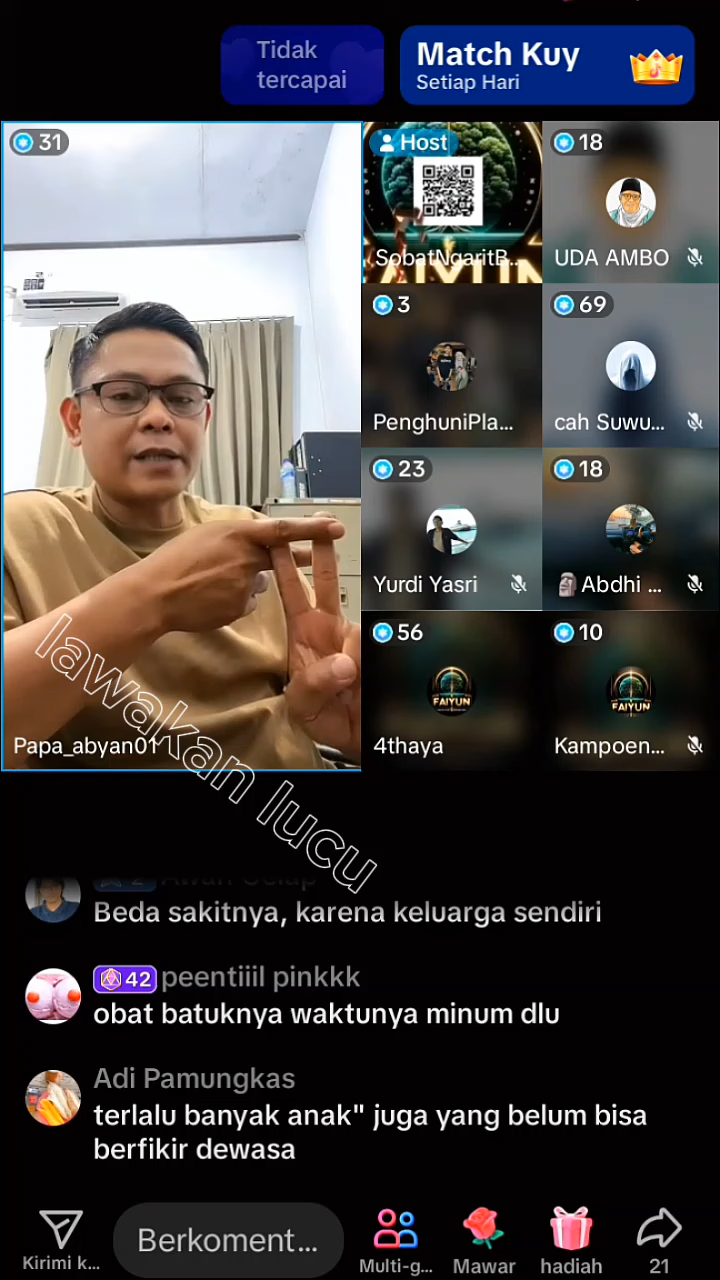 Tidak
tercapai
Match Kuy
Setiap Hari
31
Host
SobatNgaritB...
18
UDA AMBO
3
PenghuniPla...
69
cah Suwu...
23
Yurdi Yasri
18
Abdhi ...
56
4thaya
FAIYUN
10
Kampoen...
FAIYUN
Papa_abyan01
lawakan lucu
Beda sakitnya, karena keluarga sendiri
42 peentiiil pinkkk
obat batuknya waktunya minum dlu
Adi Pamungkas
terlalu banyak anak" juga yang belum bisa
berfikir dewasa
Kirimi k...
Berkoment...
Multi-g...
Mawar
hadiah
21